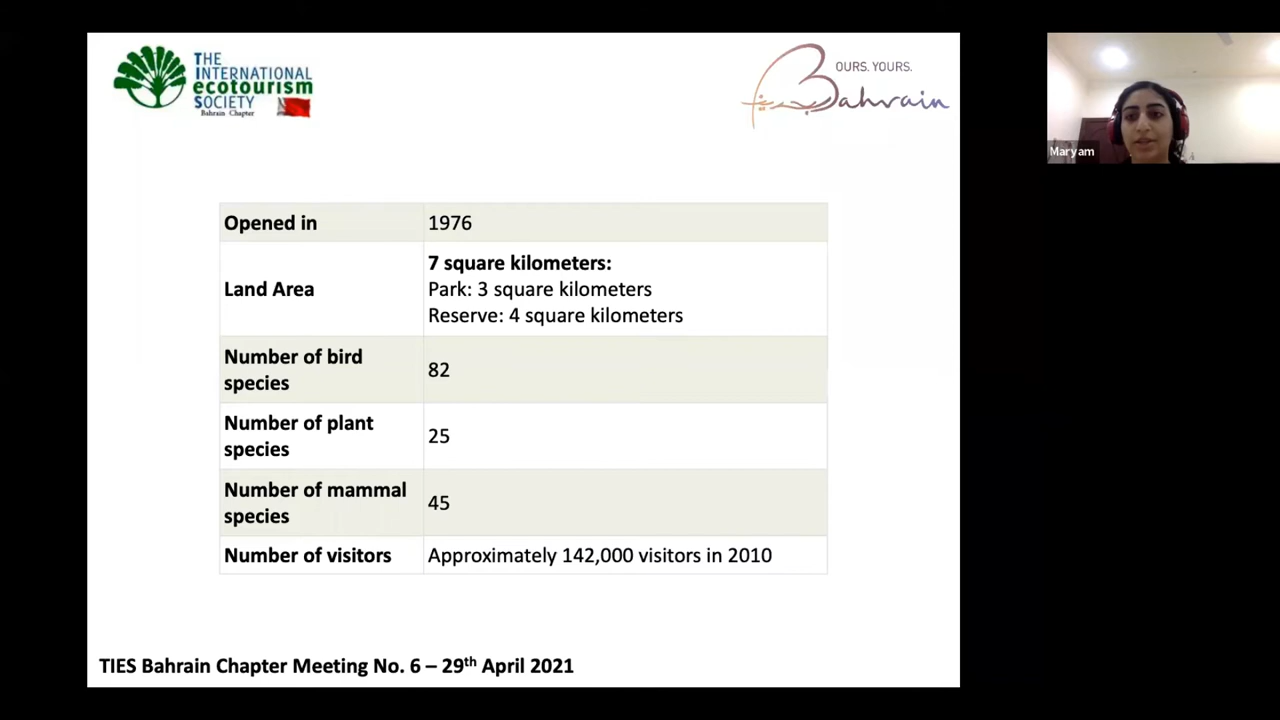 THE
INTERNATIONAL
ecotourism
SOCIETY
Bahrain Chapter
OURS. YOURS.
Bahrain
Maryam
Opened in 1976
Land Area
7 square kilometers:
Park: 3 square kilometers
Reserve: 4 square kilometers
Number of bird
species
82
Number of plant
species
25
Number of mammal
species
45
Number of visitors Approximately 142,000 visitors in 2010
TIES Bahrain Chapter Meeting No. 6 – 29th April 2021